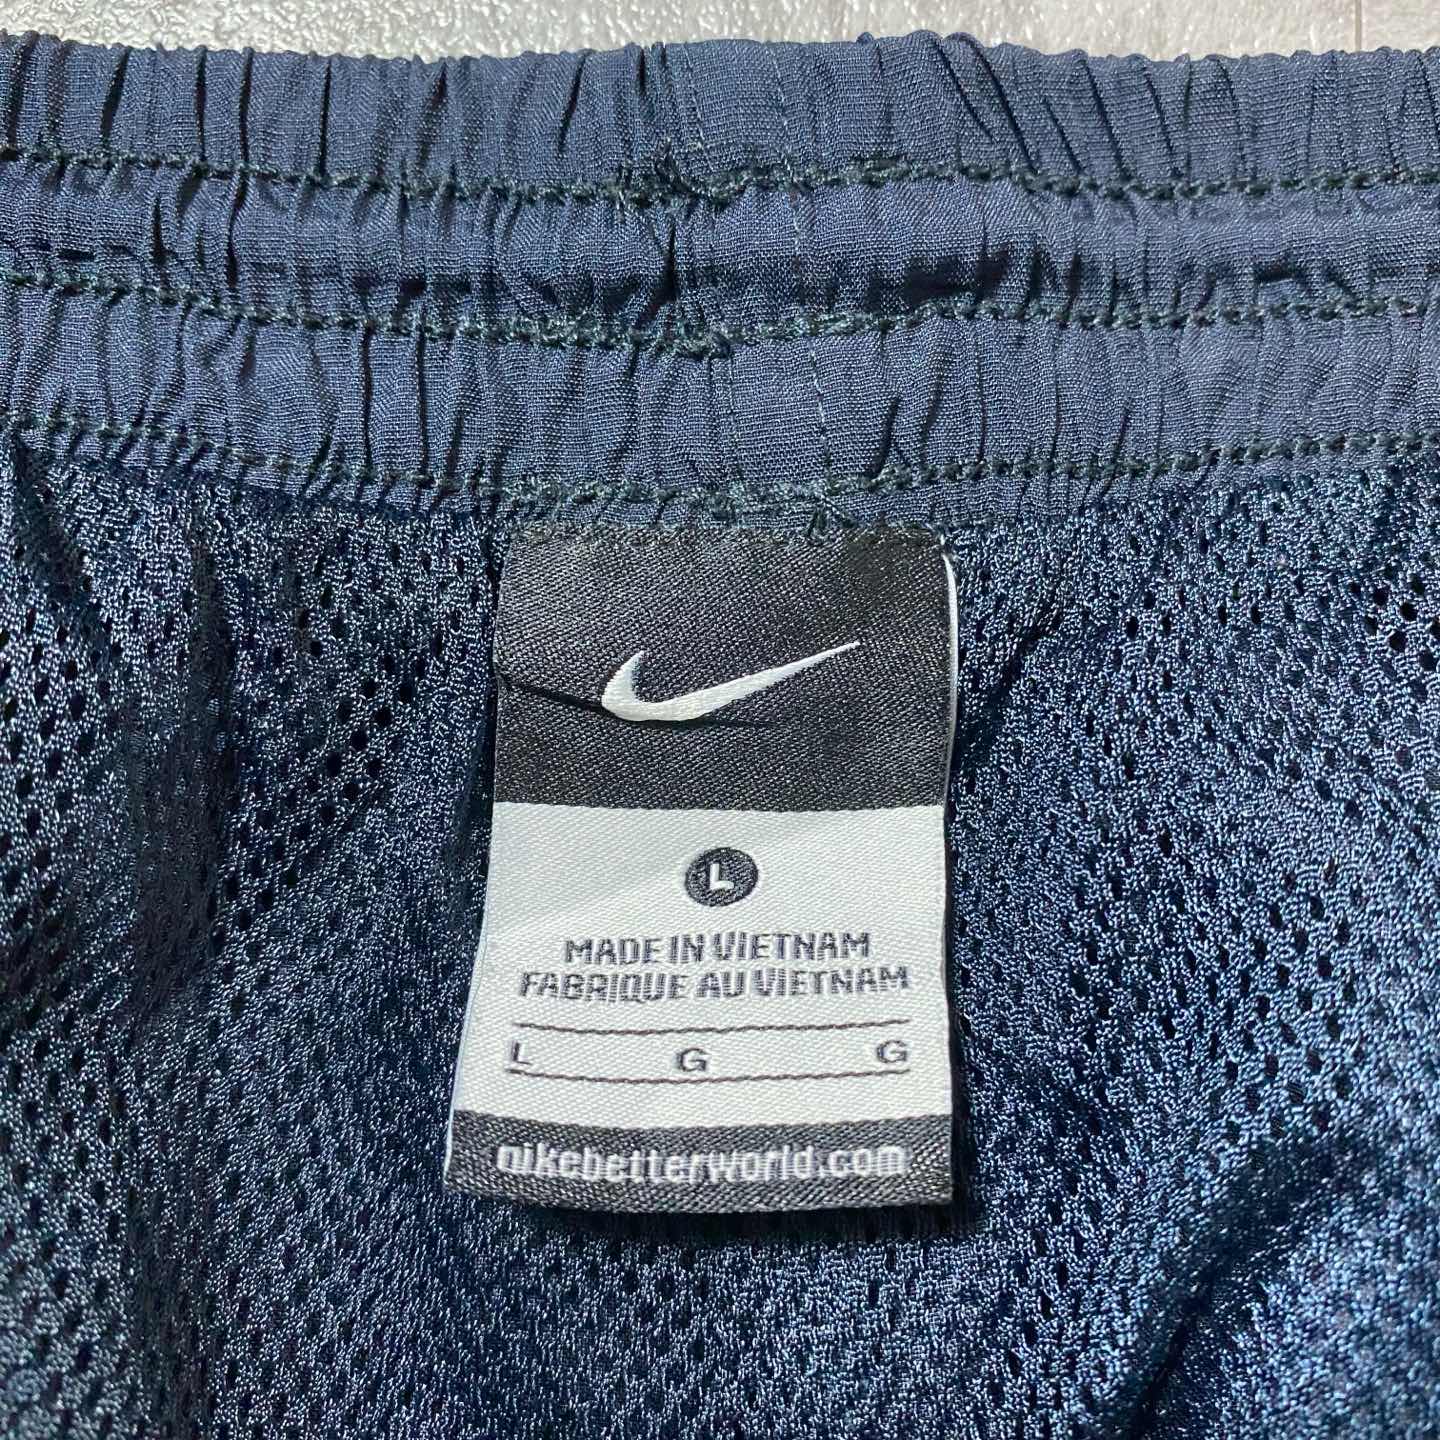 L
MADE IN VIETNAM
FABRIQUE AU VIETNAM
L G G
nikebetterworld.com